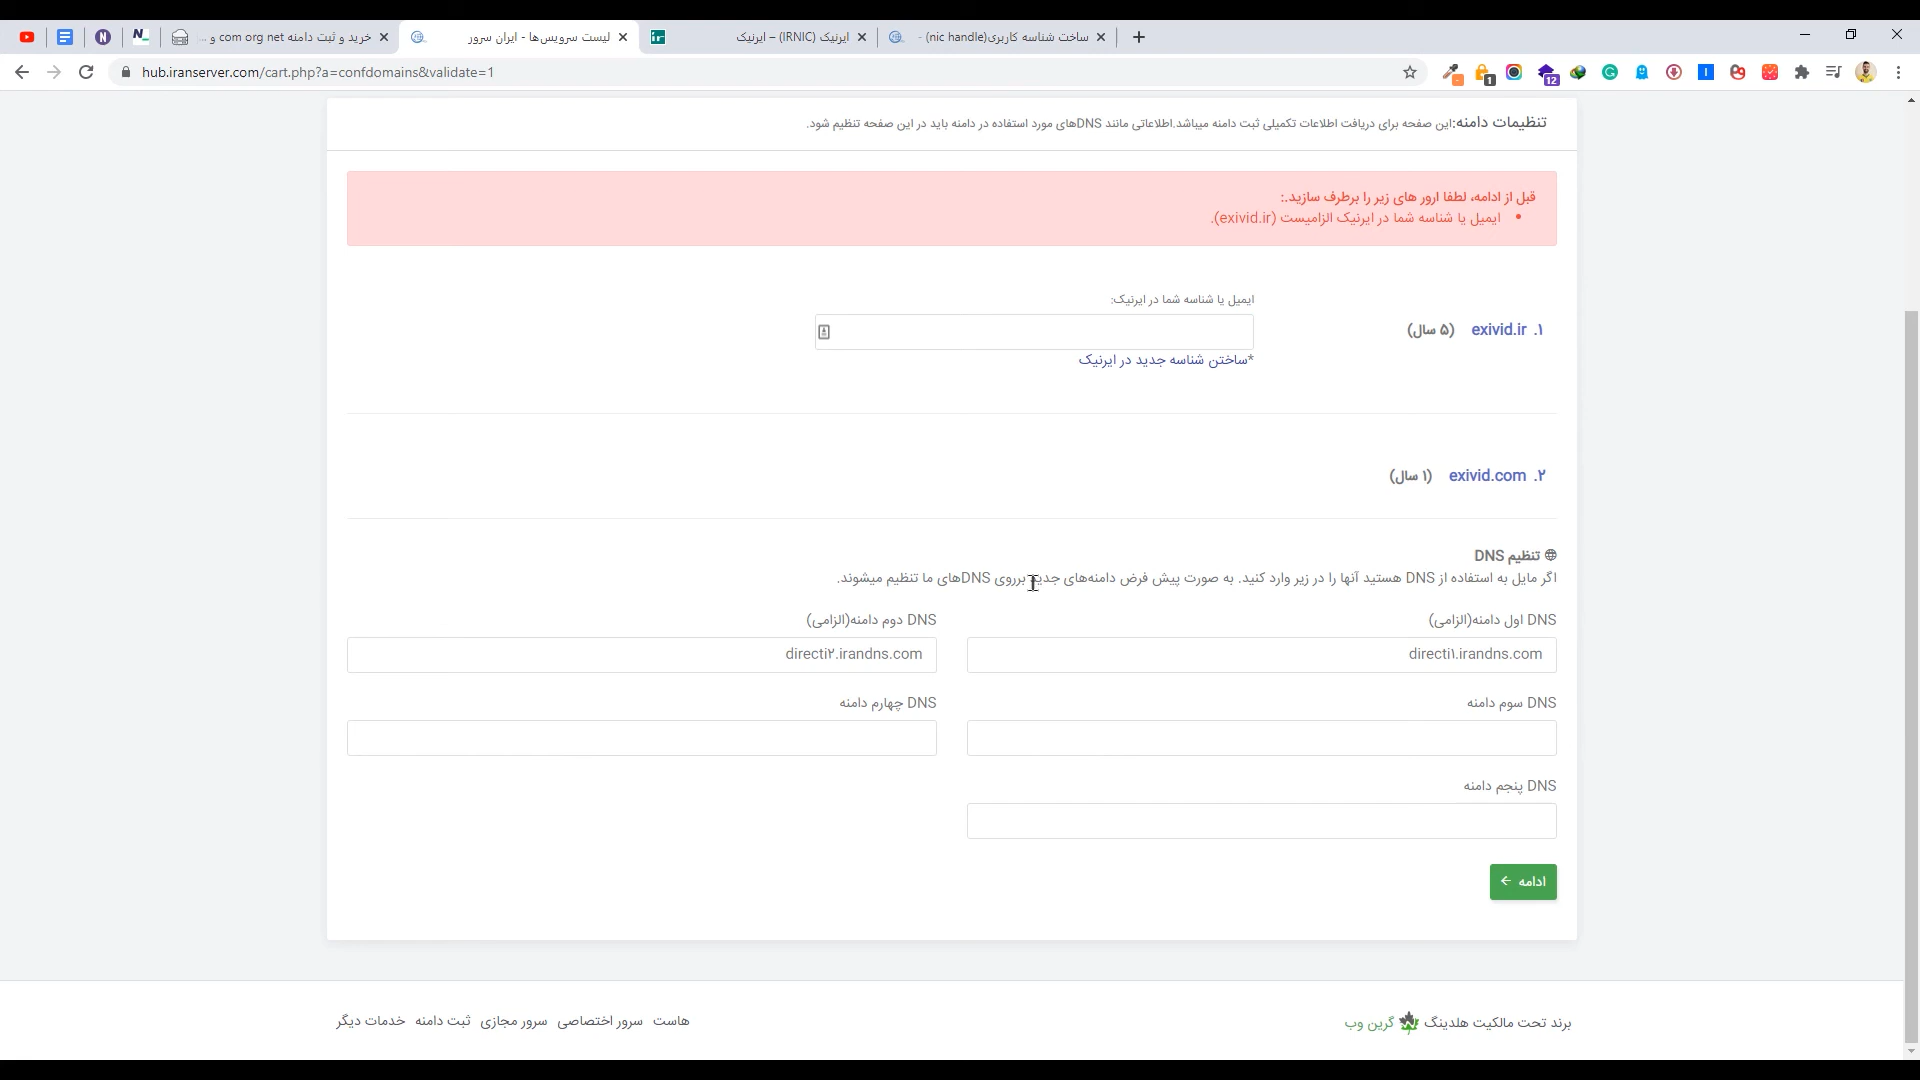 خرید و ثبت دامنه com org net و ...
لیست سرویس‌ها - ایران سرور
ایرنیک (IRNIC) – ایرنیک
ساخت شناسه کاربری(nic handle) -
hub.iranserver.com/cart.php?a=confdomains&validate=1
1
12
تنظیمات دامنه:این صفحه برای دریافت اطلاعات تکمیلی ثبت دامنه میباشد.اطلاعاتی مانند DNSهای مورد استفاده در دامنه باید در این صفحه تنظیم شود.
قبل از ادامه، لطفا ارور های زیر را برطرف سازید.:
• ایمیل یا شناسه شما در ایرنیک الزامیست (exivid.ir).
ایمیل یا شناسه شما در ایرنیک:
۱. exivid.ir (۵ سال)
*ساختن شناسه جدید در ایرنیک
۲. exivid.com (۱ سال)
تنظیم DNS
اگر مایل به استفاده از DNS هستید آنها را در زیر وارد کنید. به صورت پیش فرض دامنه‌های جدید برروی DNSهای ما تنظیم میشوند.
DNS اول دامنه(الزامی)
DNS دوم دامنه(الزامی)
directi۱.irandns.com
directi۲.irandns.com
DNS سوم دامنه
DNS چهارم دامنه
DNS پنجم دامنه
ادامه ←
برند تحت مالکیت هلدینگ گرین وب
هاست سرور اختصاصی سرور مجازی ثبت دامنه خدمات دیگر